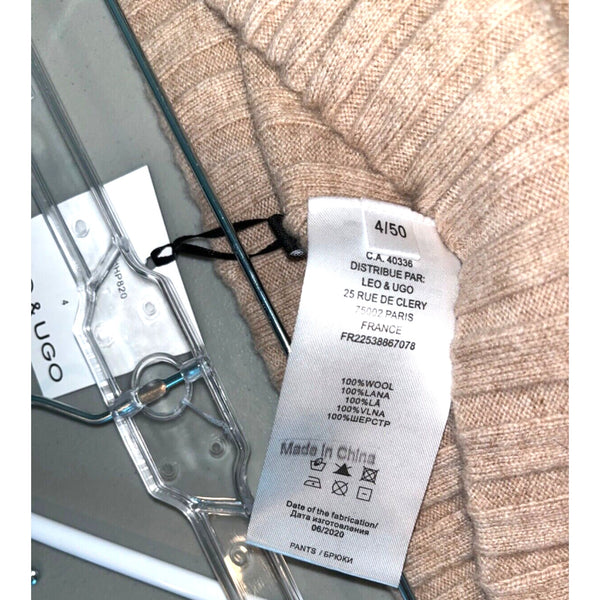 4/50
C.A. 40336
DISTRIBUE PAR:
LEO & UGO
25 RUE DE CLERY
75002 PARIS
FRANCE
FR22538867078
100%WOOL
100%LANA
100%LÃ
100%VLNA
100%ШЕРСТР
Made in China
Date of the fabrication/
Дата изготовления
06/2020
PANTS / БРЮКИ
HP820
4
O & UGO